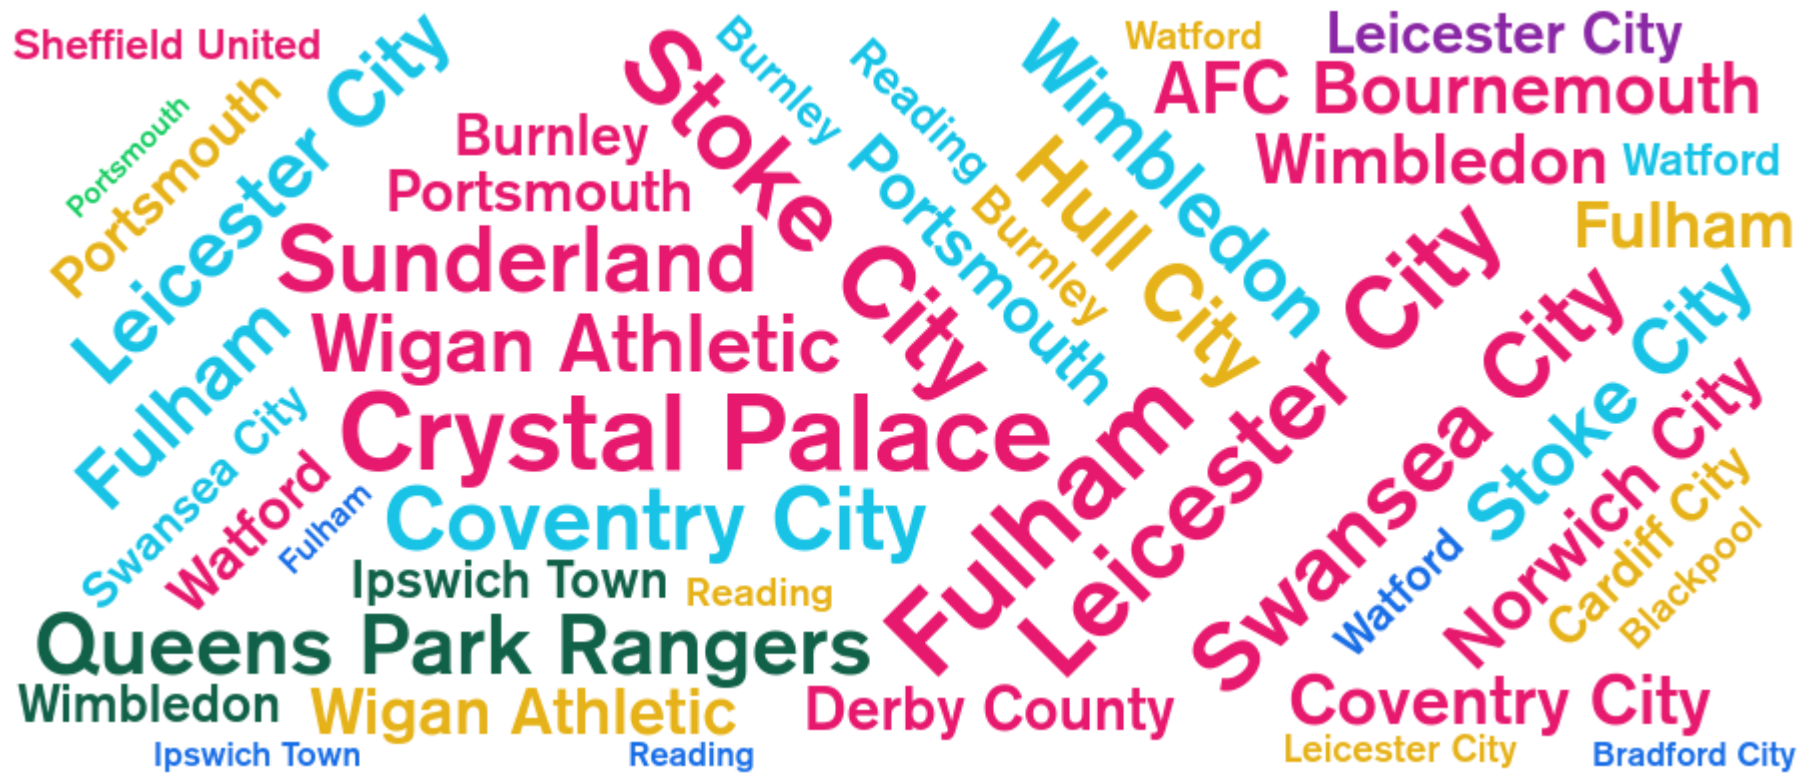 Sheffield United
Leicester City
Stoke City
Burnley
Reading
Wimbledon
Watford
Leicester City
AFC Bournemouth
Portsmouth
Portsmouth
Burnley
Portsmouth
Portsmouth
Hull City
Burnley
Wimbledon
Watford
Fulham
Sunderland
Wigan Athletic
Fulham
Swansea City
Crystal Palace
Fulham
Leicester City
Swansea City
Stoke City
Norwich City
Watford
Fulham
Coventry City
Ipswich Town
Reading
Watford
Cardiff City
Blackpool
Queens Park Rangers
Wimbledon
Wigan Athletic
Derby County
Coventry City
Ipswich Town
Reading
Leicester City
Bradford City